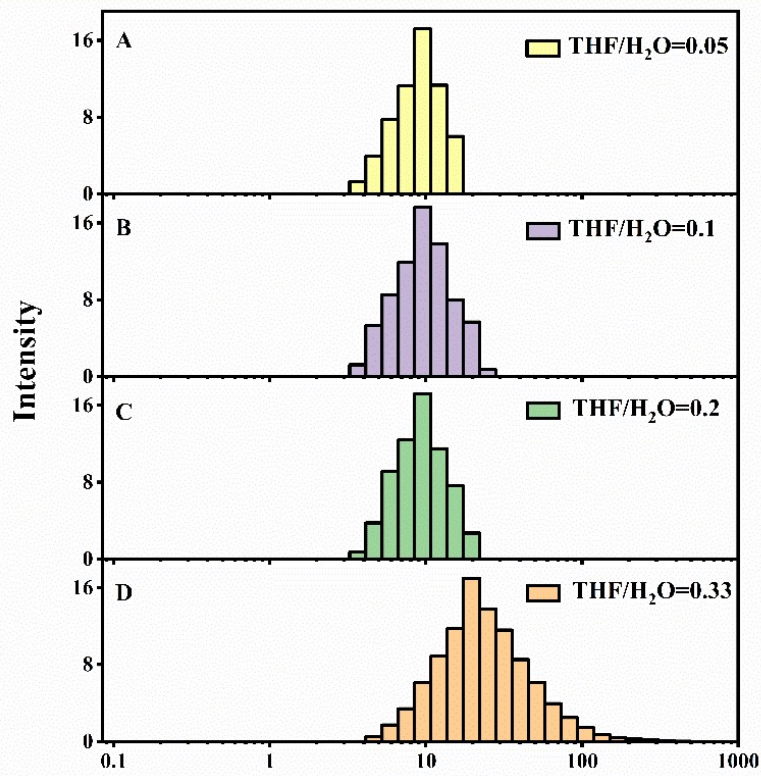 Intensity
A
THF/H₂O=0.05
16
8
0
B
THF/H₂O=0.1
16
8
0
C
THF/H₂O=0.2
16
8
0
D
THF/H₂O=0.33
16
8
0
0.1 1 10 100 1000